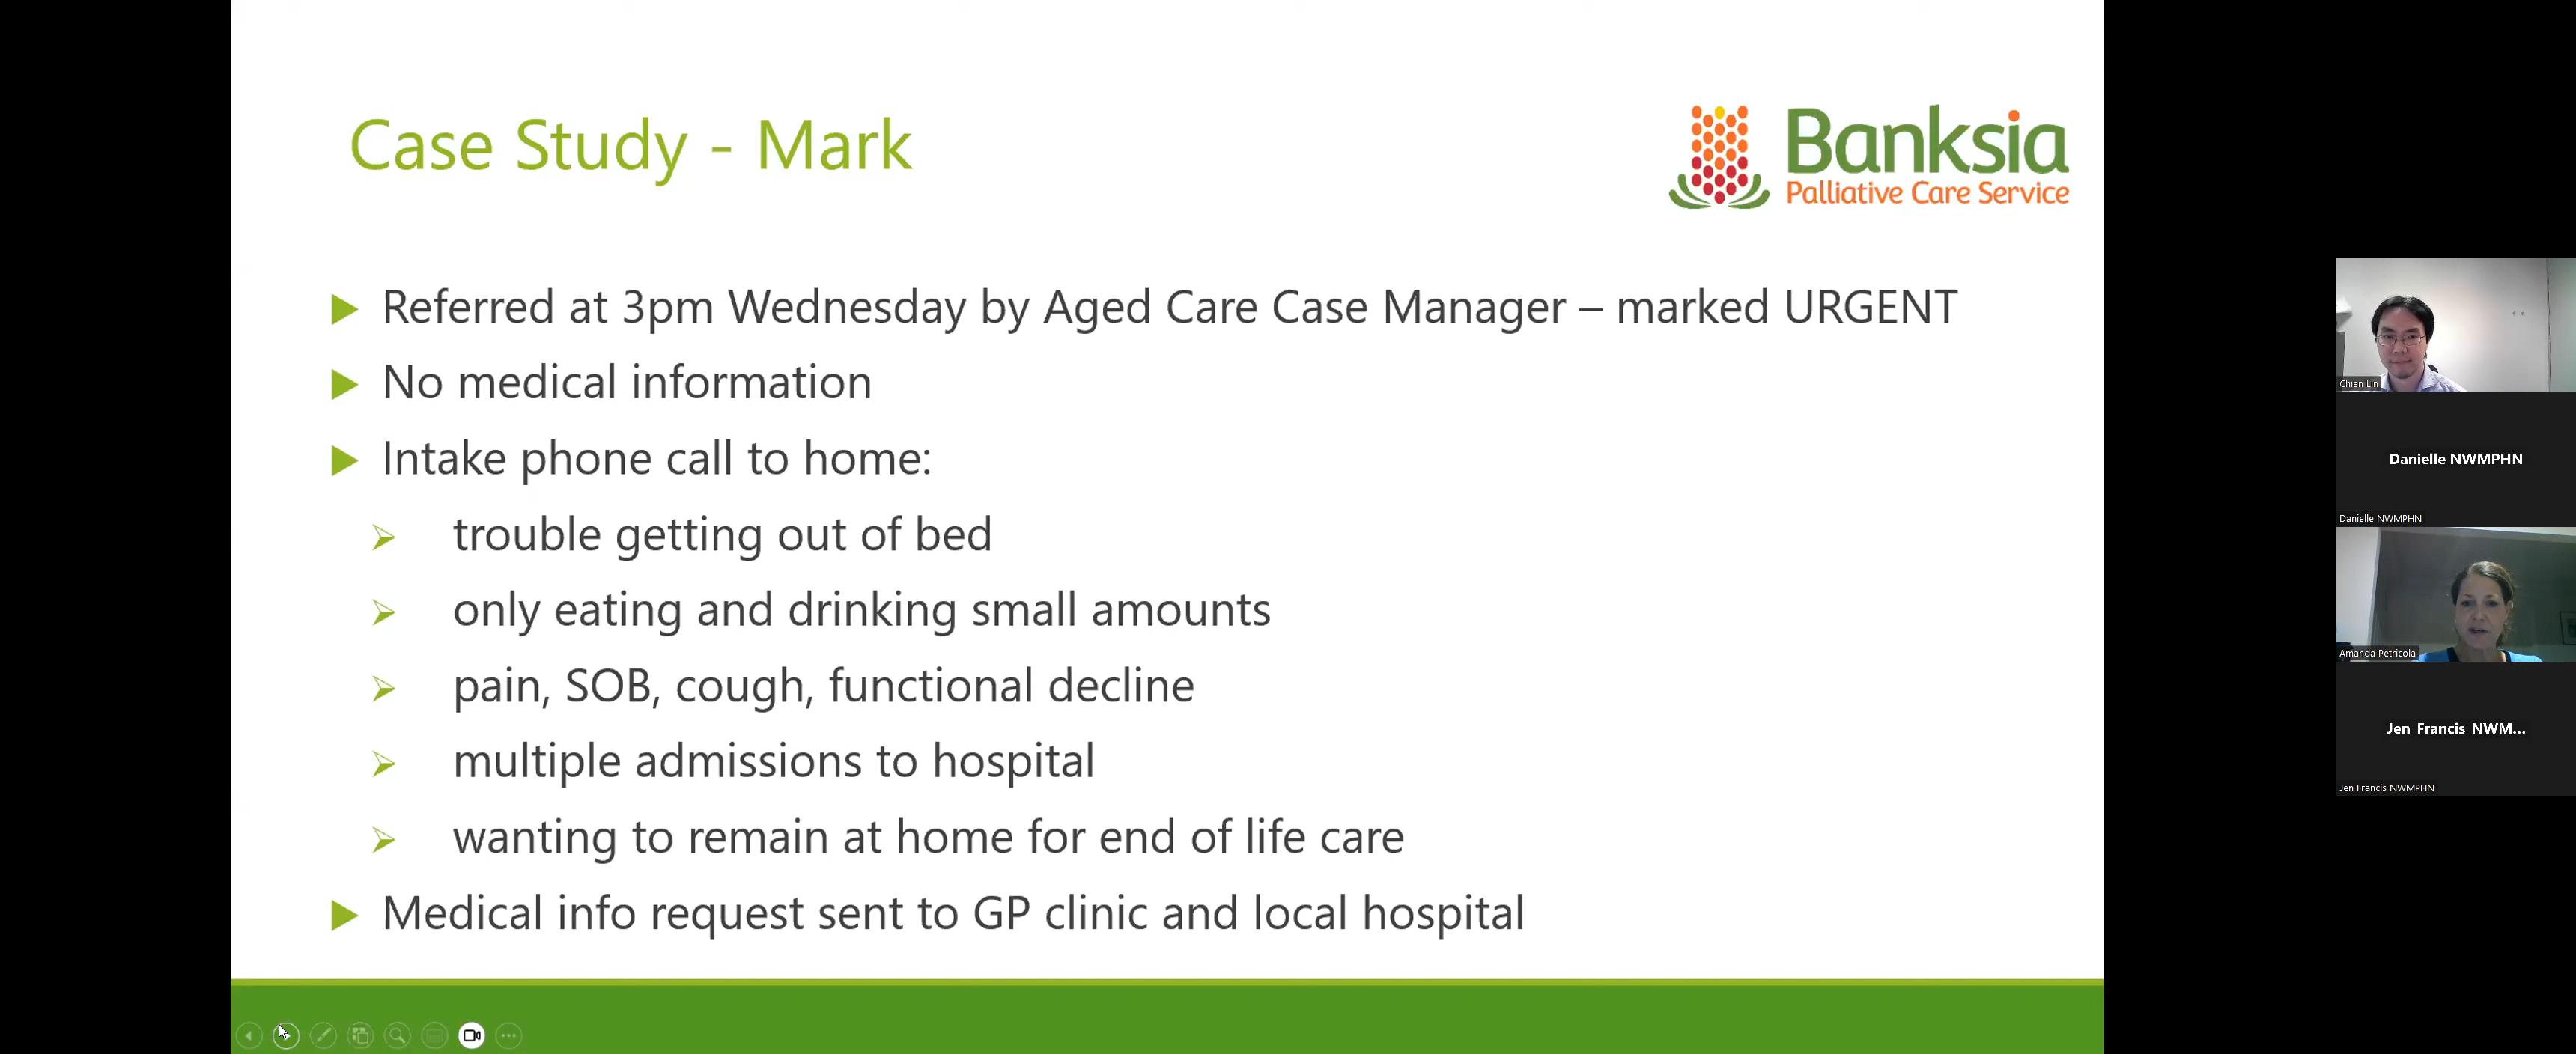 Case Study - Mark
Banksia
Palliative Care Service
Referred at 3pm Wednesday by Aged Care Case Manager – marked URGENT
No medical information
Intake phone call to home:
trouble getting out of bed
only eating and drinking small amounts
pain, SOB, cough, functional decline
multiple admissions to hospital
wanting to remain at home for end of life care
Medical info request sent to GP clinic and local hospital
Chien Lin
Danielle NWMPHN
Danielle NWMPHN
Amanda Petricola
Jen Francis NWM...
Jen Francis NWMPHN